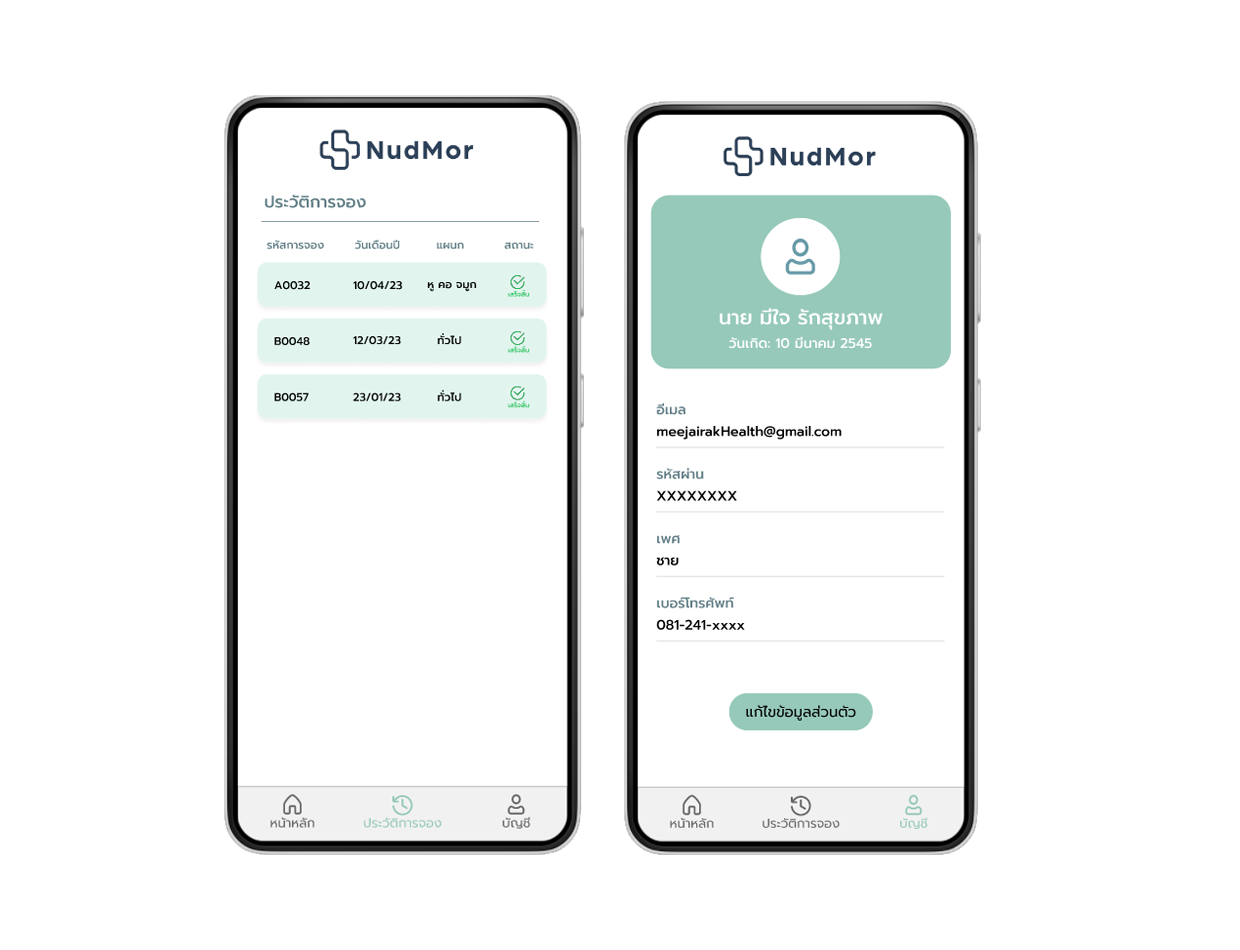 NudMor
ประวัติการจอง
รหัสการจอง วันเดือนปี แผนก สถานะ
A0032 10/04/23 หู คอ จมูก เสร็จสิ้น
B0048 12/03/23 ทั่วไป เสร็จสิ้น
B0057 23/01/23 ทั่วไป เสร็จสิ้น
หน้าหลัก ประวัติการจอง บัญชี
NudMor
นาย มีใจ รักสุขภาพ
วันเกิด: 10 มีนาคม 2545
อีเมล
meejairakHealth@gmail.com
รหัสผ่าน
XXXXXXXX
เพศ
ชาย
เบอร์โทรศัพท์
081-241-xxxx
แก้ไขข้อมูลส่วนตัว
หน้าหลัก ประวัติการจอง บัญชี